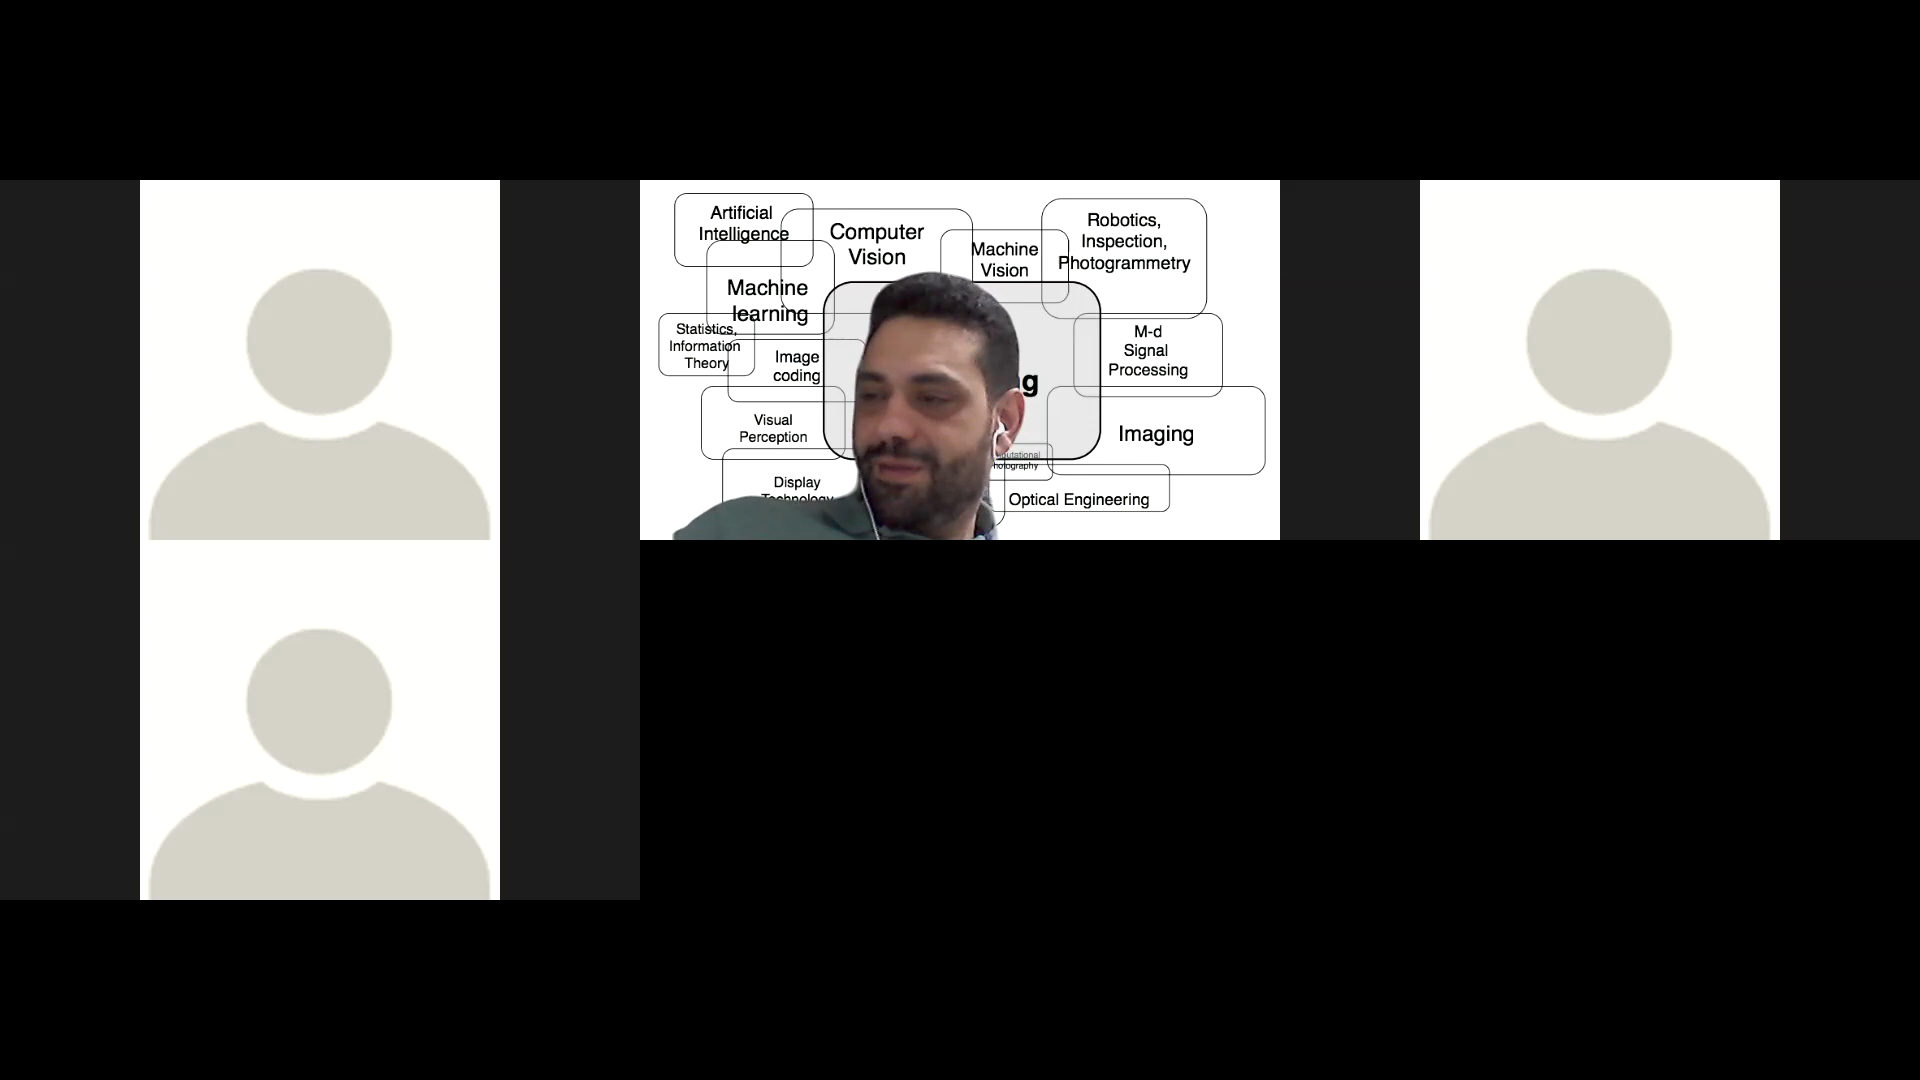 Artificial
Intelligence
Computer
Vision
Machine
Vision
Robotics,
Inspection,
Photogrammetry
Machine
learning
Statistics,
Information
Theory
Image
coding
M-d
Signal
Processing
Visual
Perception
Imaging
Display
Technology
Optical Engineering